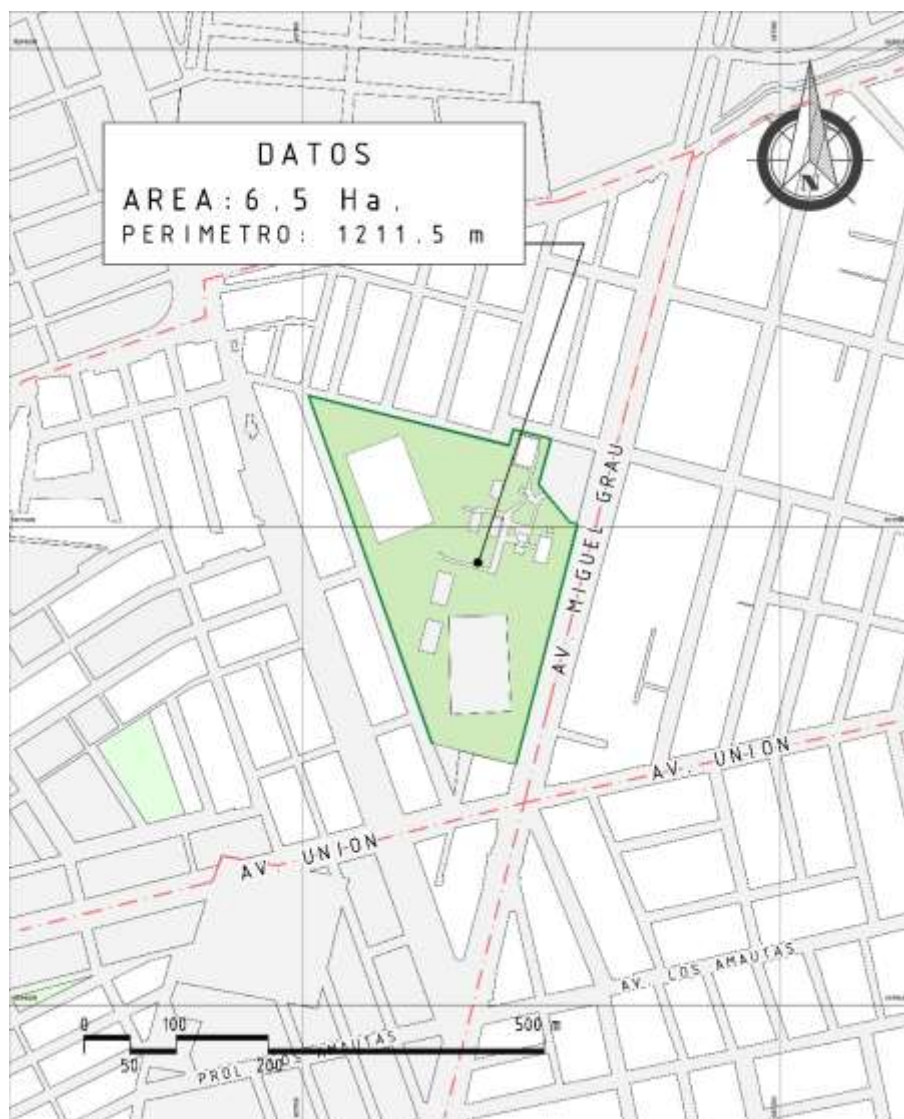 DATOS
AREA: 6.5 Ha.
PERIMETRO: 1211.5 m
N
AV. MIGUEL GRAU
AV. UNION
AV. UNION
AV. LOS AMAUTAS
PROL. LOS AMAUTAS
0 100 500 m
50 200